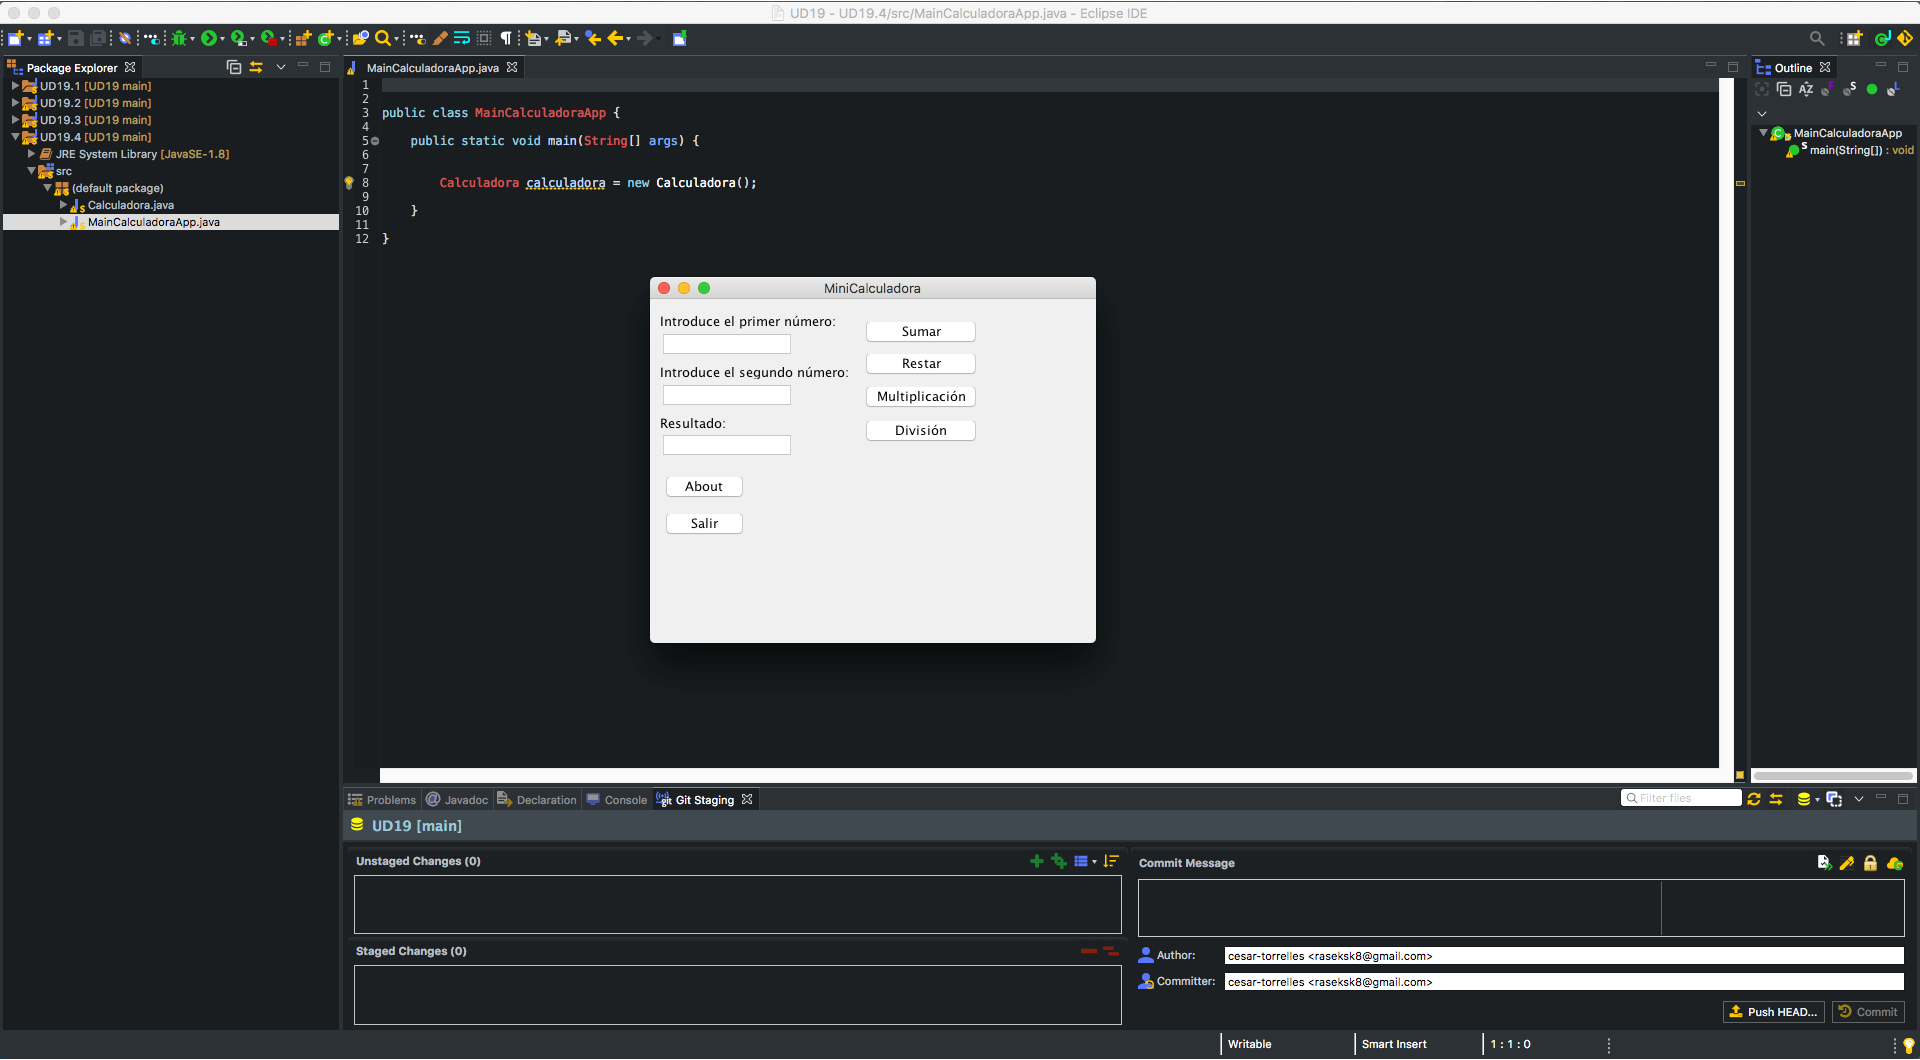 UD19 - UD19.4/src/MainCalculadoraApp.java - Eclipse IDE
Package Explorer
UD19.1 [UD19 main]
UD19.2 [UD19 main]
UD19.3 [UD19 main]
UD19.4 [UD19 main]
JRE System Library [JavaSE-1.8]
src
(default package)
Calculadora.java
MainCalculadoraApp.java
MainCalculadoraApp.java
1
2
3 public class MainCalculadoraApp {
4
5 public static void main(String[] args) {
6
7
8 Calculadora calculadora = new Calculadora();
9
10 }
11
12 }
MiniCalculadora
Introduce el primer número:
Sumar
Restar
Introduce el segundo número:
Multiplicación
Resultado:
División
About
Salir
Outline
MainCalculadoraApp
main(String[]) : void
Problems
Javadoc
Declaration
Console
Git Staging
Filter files
UD19 [main]
Unstaged Changes (0)
Staged Changes (0)
Commit Message
Author: cesar-torrelles <raseksk8@gmail.com>
Committer: cesar-torrelles <raseksk8@gmail.com>
Push HEAD...
Commit
Writable
Smart Insert
1 : 1 : 0